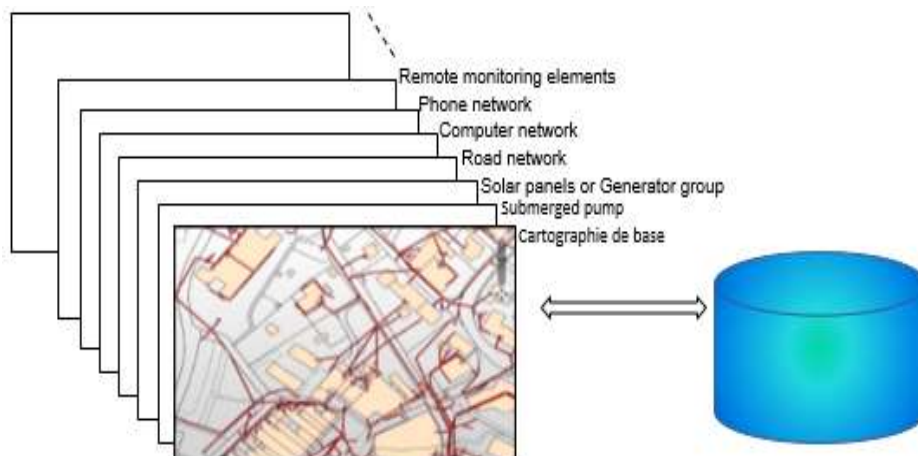 Remote monitoring elements
Phone network
Computer network
Road network
Solar panels or Generator group
Submerged pump
Cartographie de base